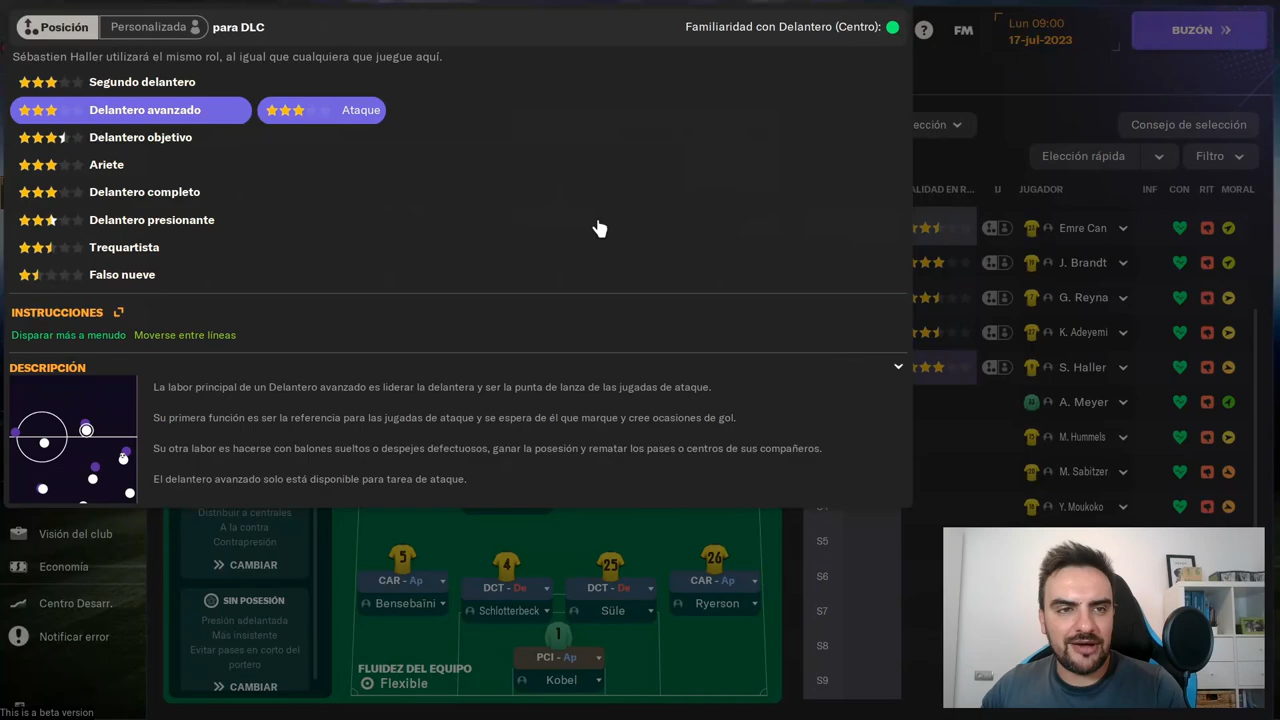 Posición
Personalizada
para DLC
Familiaridad con Delantero (Centro):
?
FM
Lun 09:00
17-jul-2023
BUZÓN
Sébastien Haller utilizará el mismo rol, al igual que cualquiera que juegue aquí.
Segundo delantero
Delantero avanzado
Ataque
Delantero objetivo
Ariete
Delantero completo
Delantero presionante
Trequartista
Falso nueve
INSTRUCCIONES
Disparar más a menudo Moverse entre líneas
DESCRIPCIÓN
La labor principal de un Delantero avanzado es liderar la delantera y ser la punta de lanza de las jugadas de ataque.
Su primera función es ser la referencia para las jugadas de ataque y se espera de él que marque y cree ocasiones de gol.
Su otra labor es hacerse con balones sueltos o despejes defectuosos, ganar la posesión y rematar los pases o centros de sus compañeros.
El delantero avanzado solo está disponible para tarea de ataque.
ección
Consejo de selección
Elección rápida
Filtro
ALIDAD EN R... IJ JUGADOR INF CON RIT MORAL
Emre Can
J. Brandt
G. Reyna
K. Adeyemi
S. Haller
A. Meyer
M. Hummels
M. Sabitzer
Y. Moukoko
Visión del club
Economía
Centro Desarr.
Notificar error
This is a beta version
Distribuir a centrales
A la contra
Contrapresión
CAMBIAR
SIN POSESIÓN
Presión adelantada
Más insistente
Evitar pases en corto del
portero
CAMBIAR
5
CAR - Ap
Bensebaïni
4
DCT - De
Schlotterbeck
25
DCT - De
Süle
26
CAR - Ap
Ryerson
1
PCI - Ap
Kobel
FLUIDEZ DEL EQUIPO
Flexible
S5
S6
S7
S8
S9